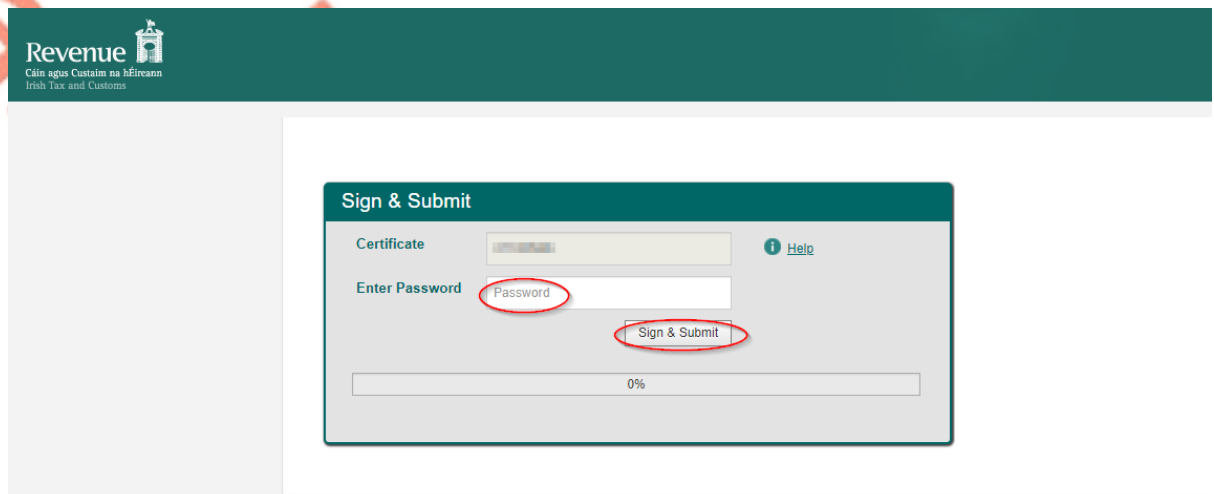 Revenue
Cáin agus Custaim na hÉireann
Irish Tax and Customs
Sign & Submit
Certificate
Help
Enter Password
Password
Sign & Submit
0%